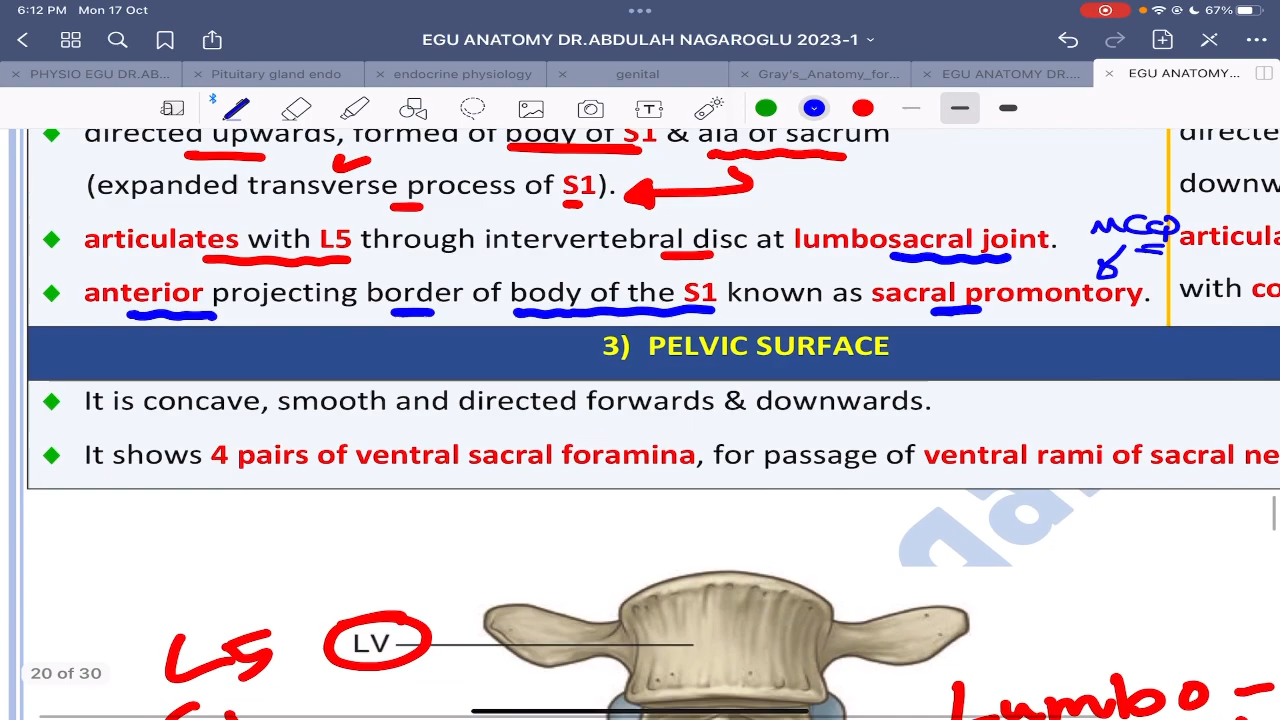 6:12 PM Mon 17 Oct
67%
EGU ANATOMY DR.ABDULAH NAGAROGLU 2023-1
PHYSIO EGU DR.AB...
Pituitary gland endo
endocrine physiology
genital
Gray's_Anatomy_for...
EGU ANATOMY DR....
EGU ANATOMY...
directed upwards, formed of body of S1 & ala of sacrum
(expanded transverse process of S1).
articulates with L5 through intervertebral disc at lumbosacral joint.
anterior projecting border of body of the S1 known as sacral promontory.
directe
downw
articula
with co
3) PELVIC SURFACE
It is concave, smooth and directed forwards & downwards.
It shows 4 pairs of ventral sacral foramina, for passage of ventral rami of sacral ne
LV
L5
20 of 30
Lumbo -